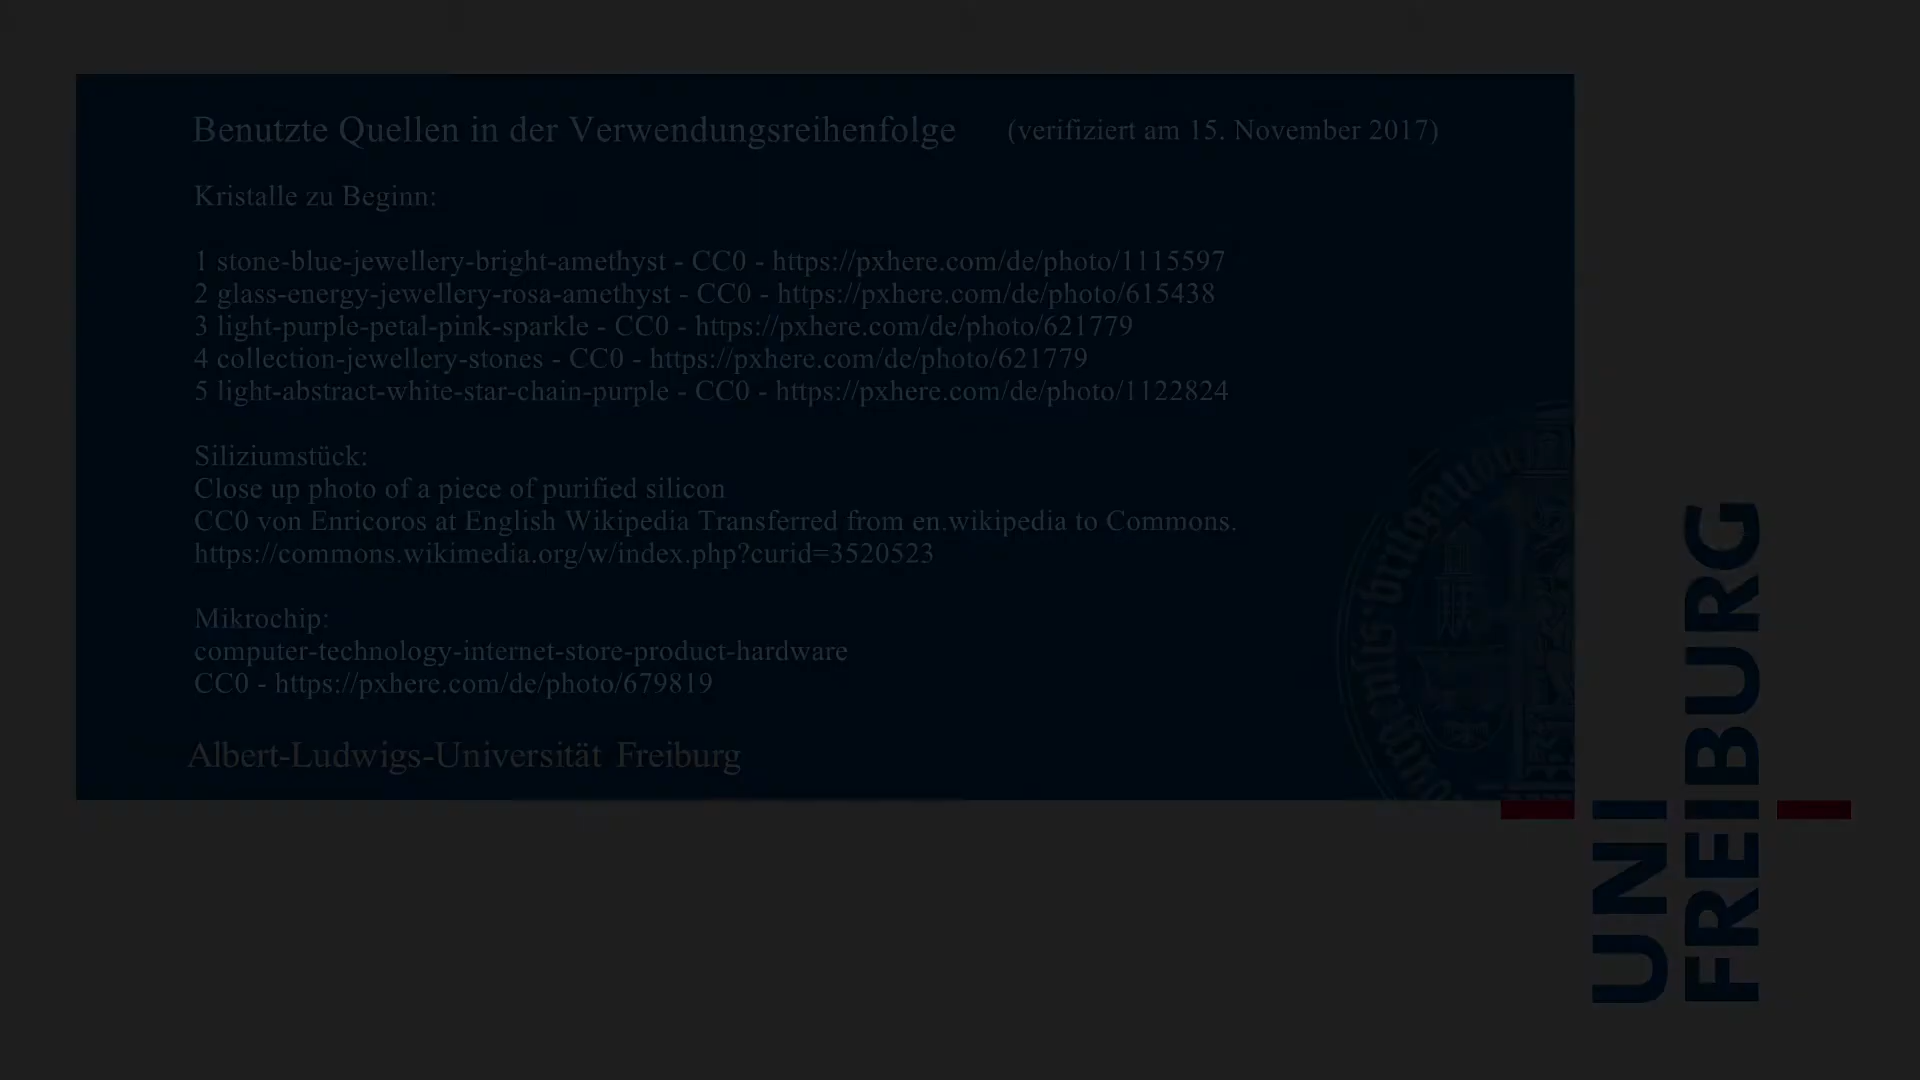 Benutzte Quellen in der Verwendungsreihenfolge (verifiziert am 15. November 2017)
Kristalle zu Beginn:
1 stone-blue-jewellery-bright-amethyst - CC0 - https://pxhere.com/de/photo/1115597
2 glass-energy-jewellery-rosa-amethyst - CC0 - https://pxhere.com/de/photo/615438
3 light-purple-petal-pink-sparkle - CC0 - https://pxhere.com/de/photo/621779
4 collection-jewellery-stones - CC0 - https://pxhere.com/de/photo/621779
5 light-abstract-white-star-chain-purple - CC0 - https://pxhere.com/de/photo/1122824
Siliziumstück:
Close up photo of a piece of purified silicon
CC0 von Enricoros at English Wikipedia Transferred from en.wikipedia to Commons.
https://commons.wikimedia.org/w/index.php?curid=3520523
Mikrochip:
computer-technology-internet-store-product-hardware
CC0 - https://pxhere.com/de/photo/679819
Albert-Ludwigs-Universität Freiburg
UNI
FREIBURG